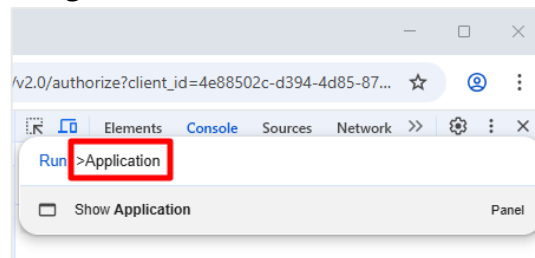 /v2.0/authorize?client_id=4e88502c-d394-4d85-87...
Elements Console Sources Network
Run >Application
Show Application Panel